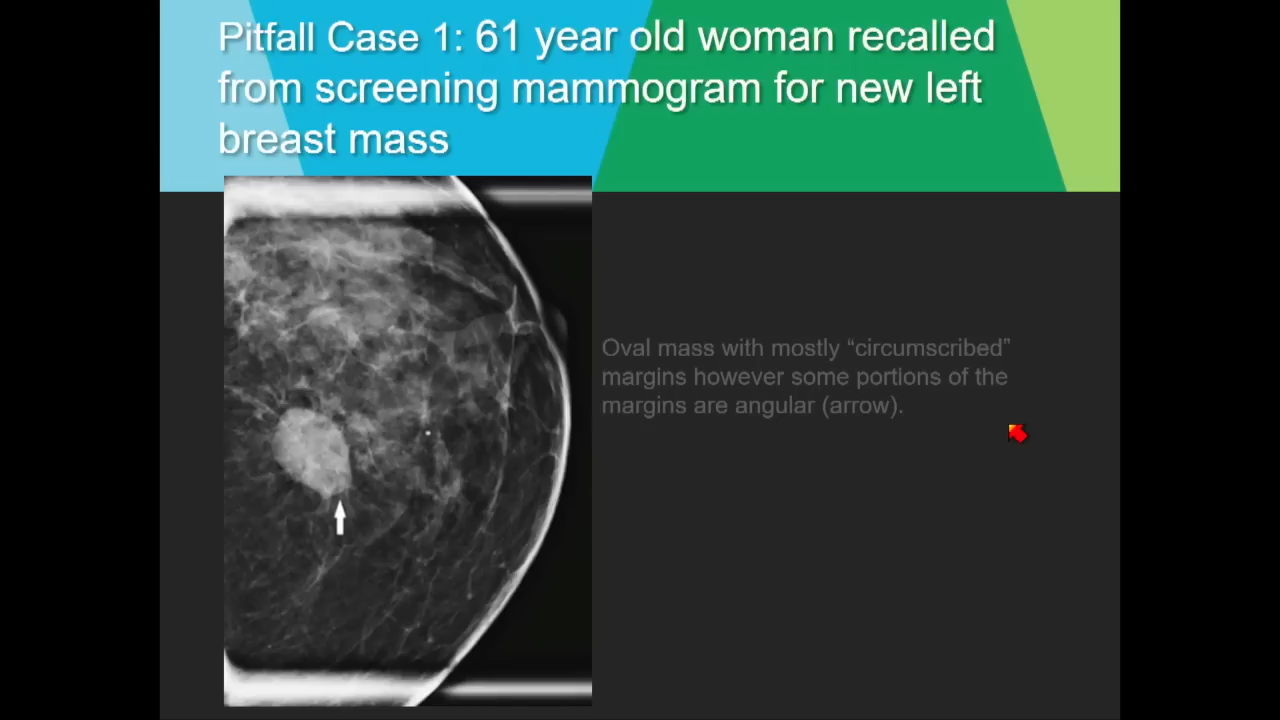 Pitfall Case 1: 61 year old woman recalled
from screening mammogram for new left
breast mass
Oval mass with mostly “circumscribed”
margins however some portions of the
margins are angular (arrow).